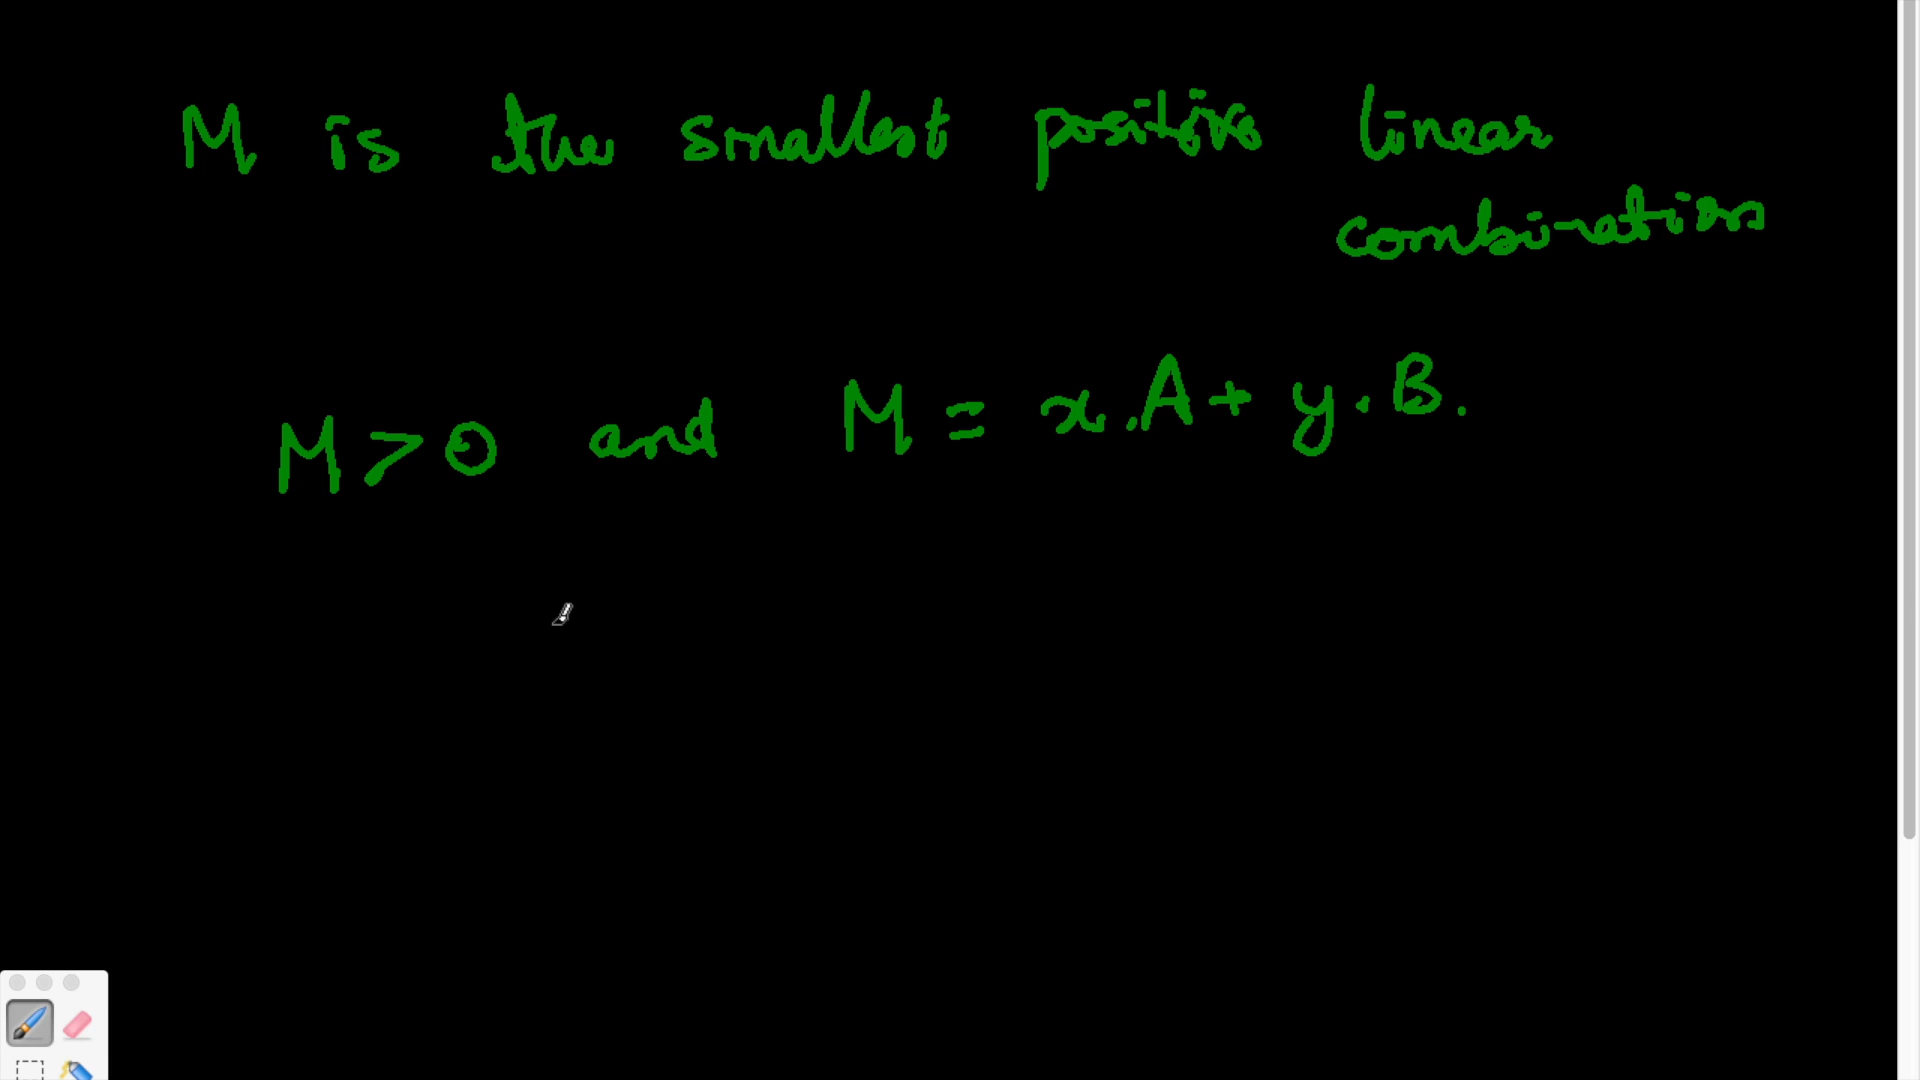 M is the smallest positive linear
combination
M > 0 and M = x.A + y.B.